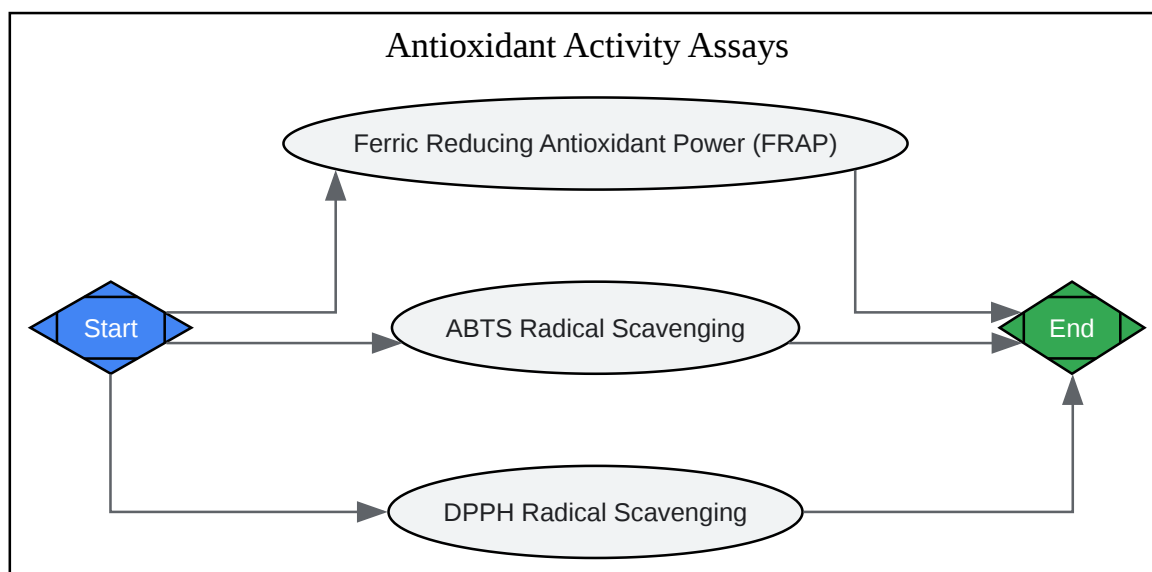 Antioxidant Activity Assays
Ferric Reducing Antioxidant Power (FRAP)
Start
ABTS Radical Scavenging
End
DPPH Radical Scavenging